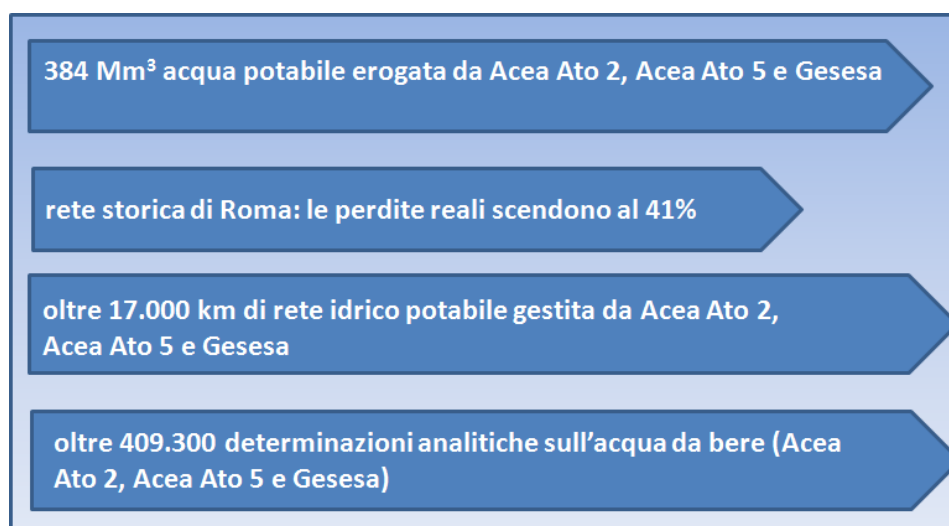 384 Mm³ acqua potabile erogata da Acea Ato 2, Acea Ato 5 e Gesesa
rete storica di Roma: le perdite reali scendono al 41%
oltre 17.000 km di rete idrico potabile gestita da Acea Ato 2,
Acea Ato 5 e Gesesa
oltre 409.300 determinazioni analitiche sull’acqua da bere (Acea
Ato 2, Acea Ato 5 e Gesesa)